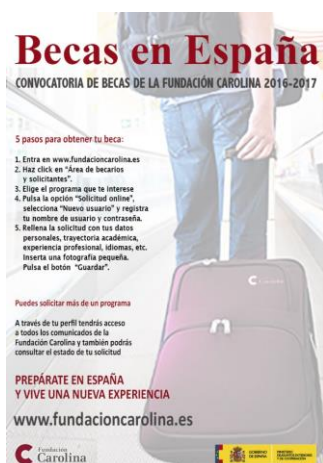 Becas en España
CONVOCATORIA DE BECAS DE LA FUNDACIÓN CAROLINA 2016-2017
5 pasos para obtener tu beca:
1. Entra en www.fundacioncarolina.es
2. Haz click en "Área de becarios
y solicitantes".
3. Elige el programa que te interese
4. Pulsa la opción "Solicitud online",
selecciona "Nuevo usuario" y registra
tu nombre de usuario y contraseña.
5. Rellena la solicitud con tus datos
personales, trayectoria académica,
experiencia profesional, idiomas, etc.
Inserta una fotografía pequeña.
Pulsa el botón "Guardar".
Puedes solicitar más de un programa
A través de tu perfil tendrás acceso
a todos los comunicados de la
Fundación Carolina y también podrás
consultar el estado de tu solicitud
PREPÁRATE EN ESPAÑA
Y VIVE UNA NUEVA EXPERIENCIA
www.fundacioncarolina.es
Fundación
Carolina
GOBIERNO
DE ESPAÑA